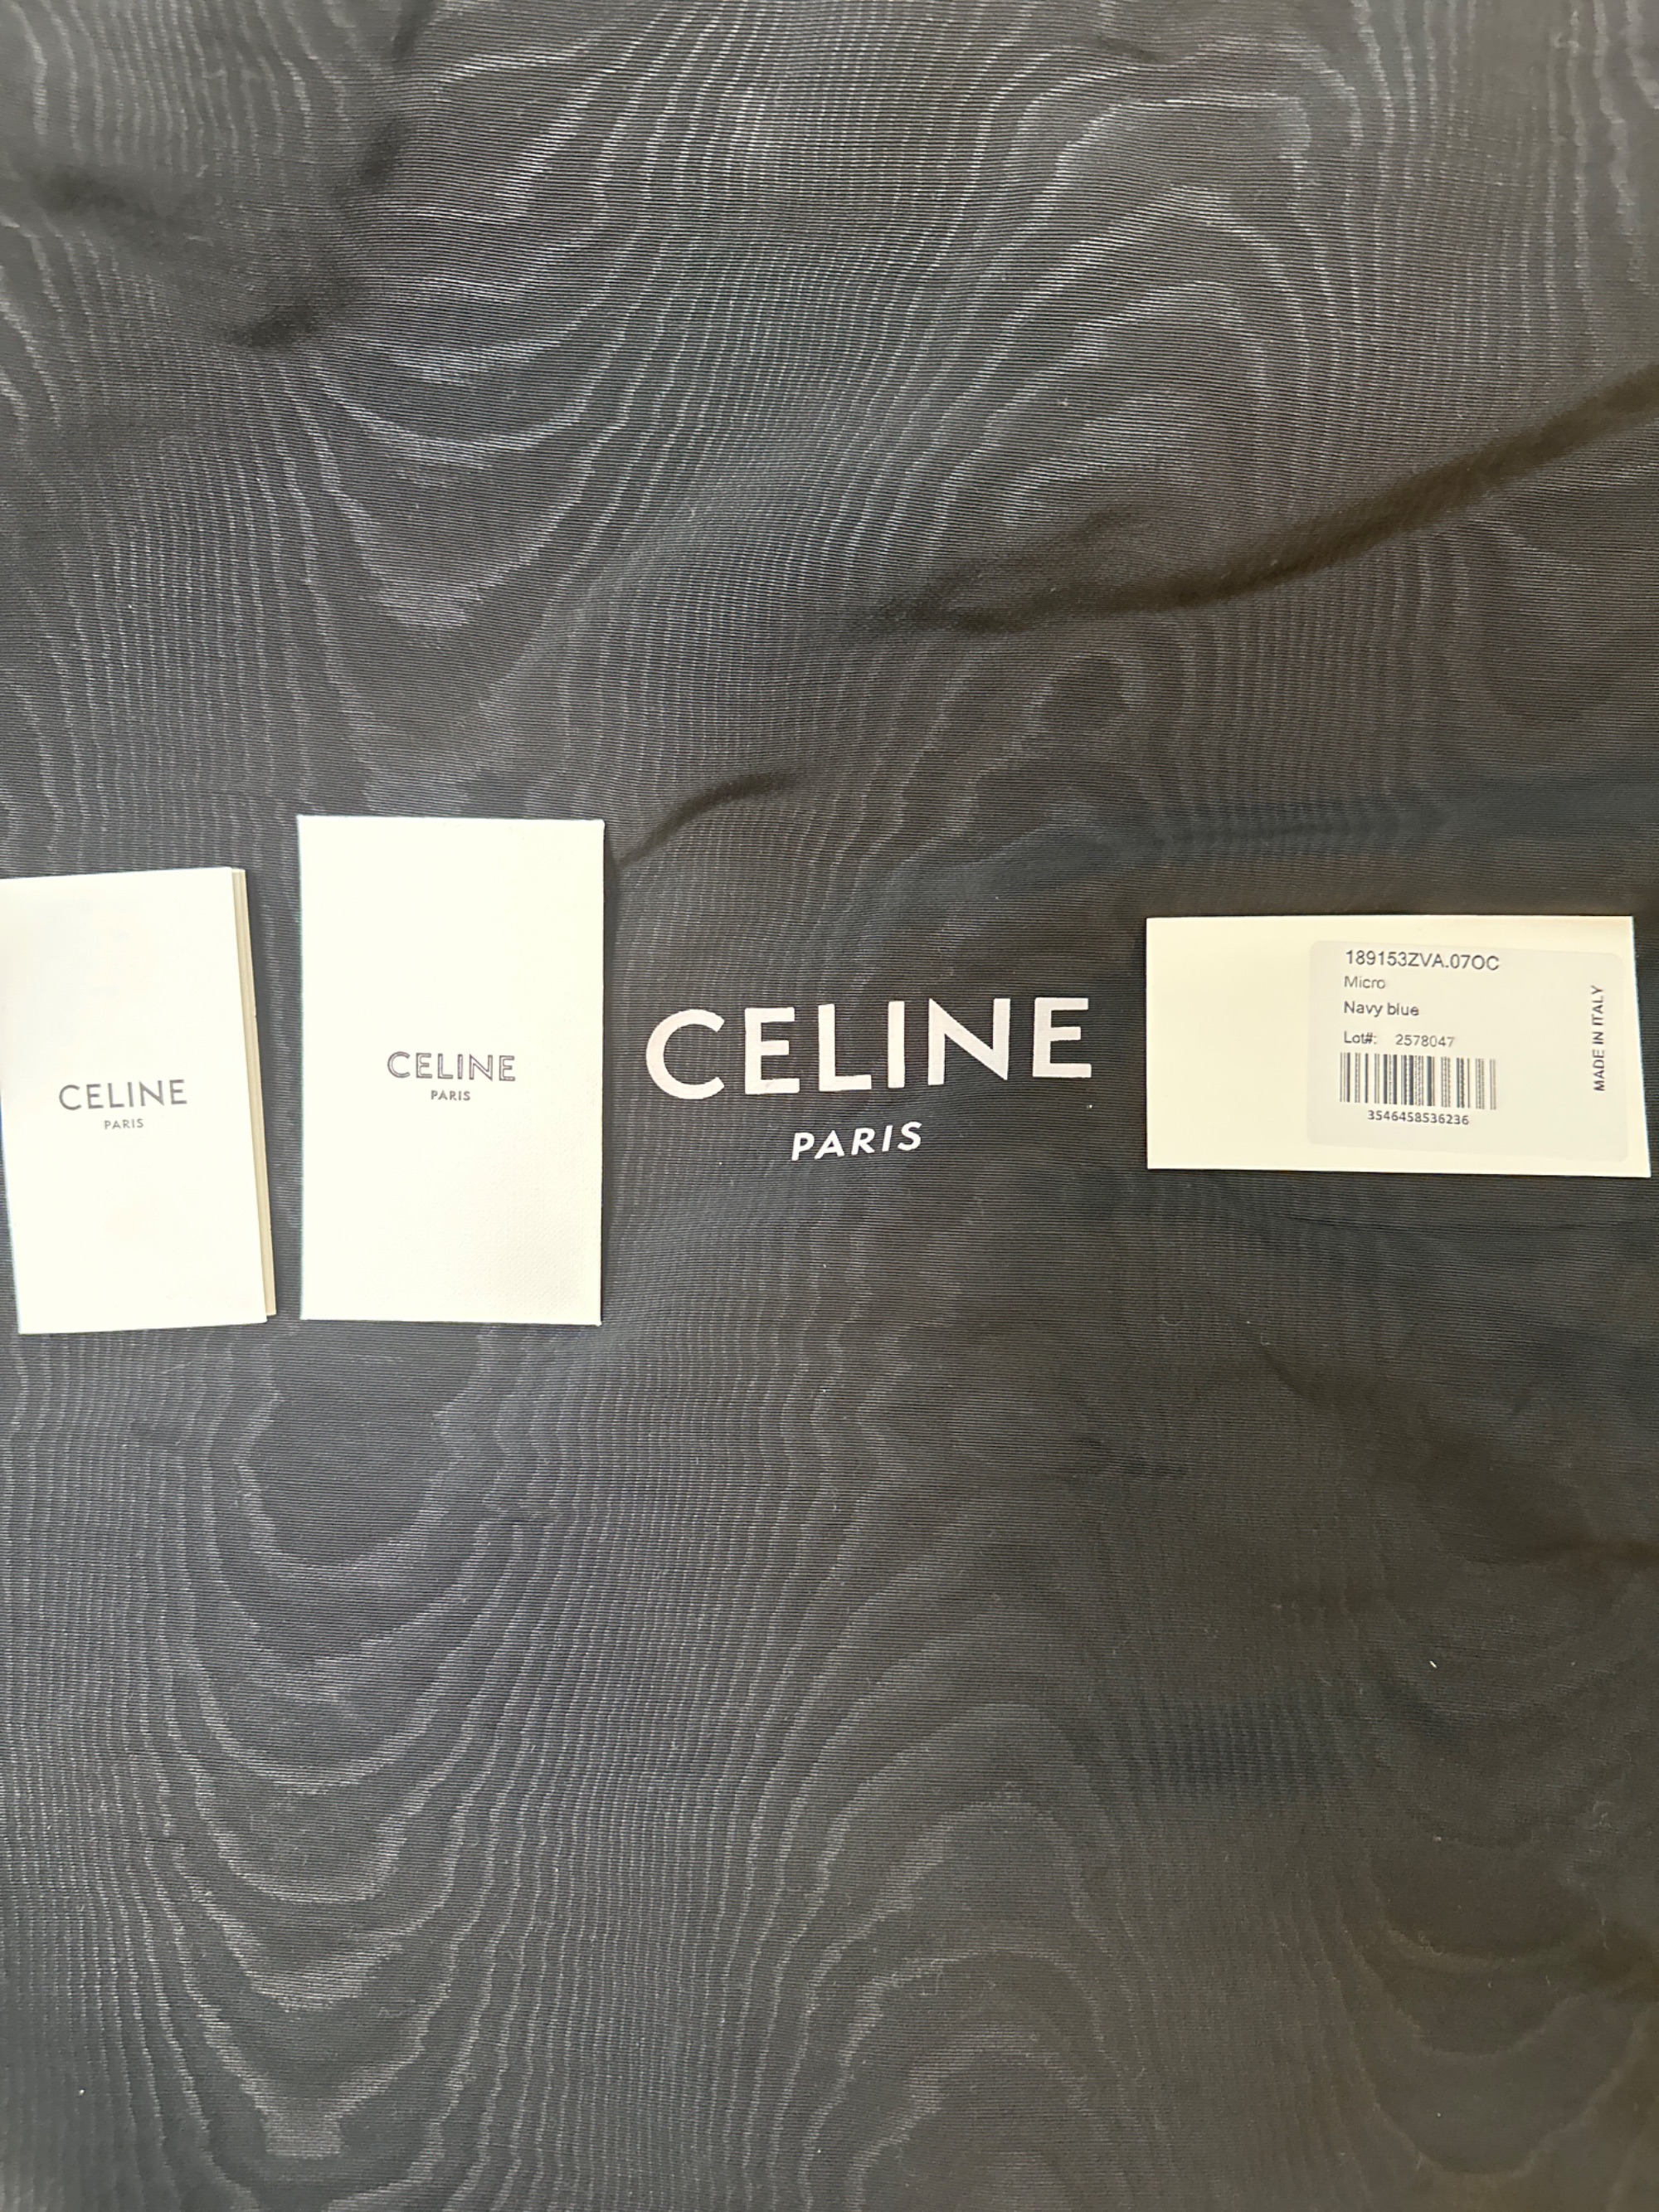 CELINE
PARIS
CELINE
PARIS
CELINE
PARIS
189153ZVA.07OC
Micro
Navy blue
Lot#: 2578047
3546458536236
MADE IN ITALY